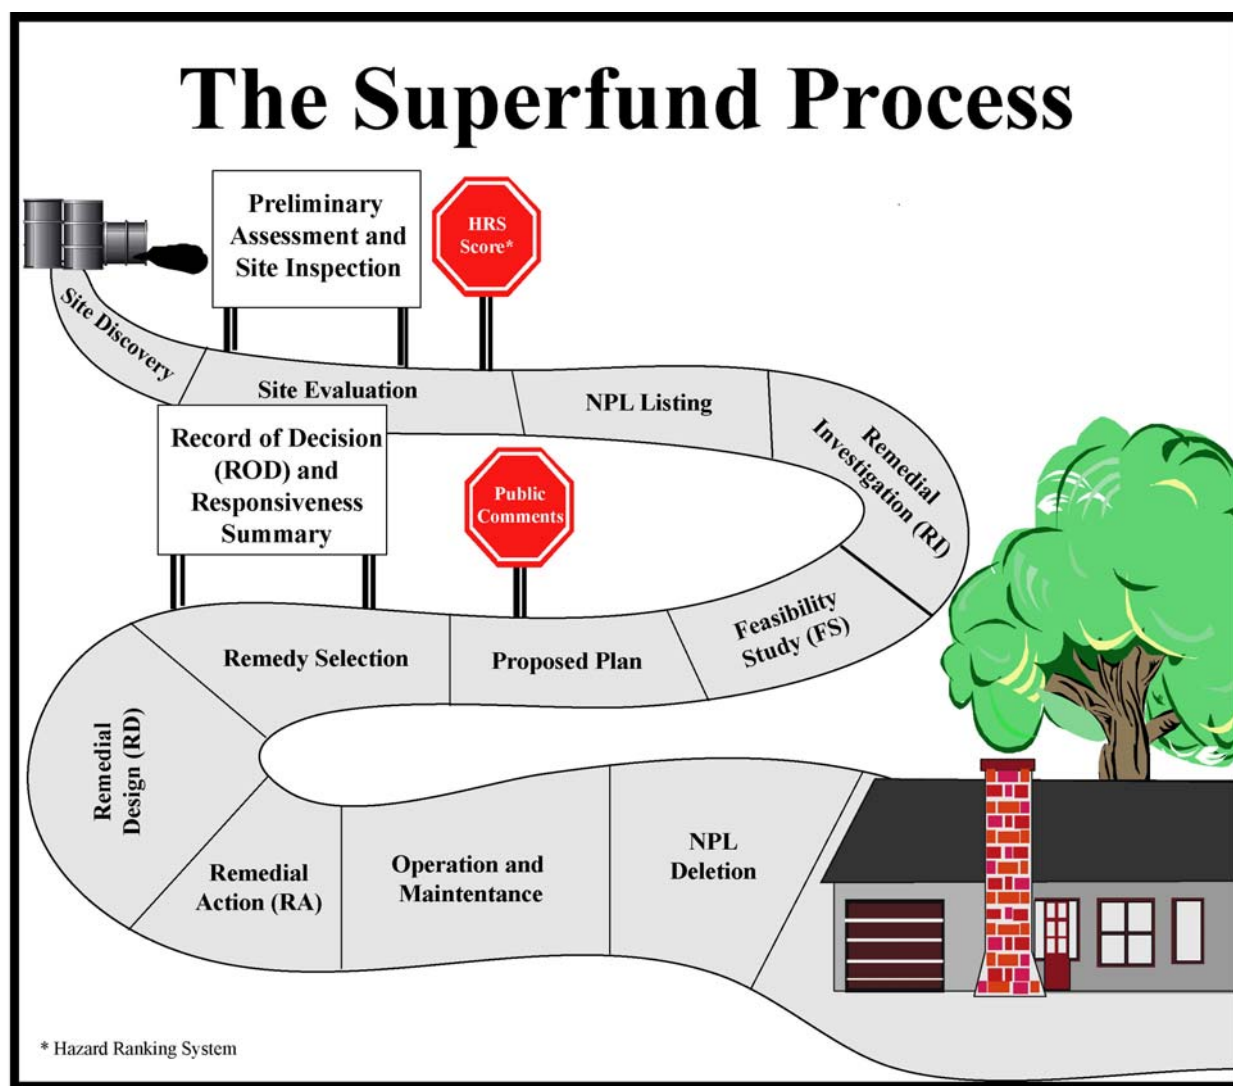 The Superfund Process
Preliminary
Assessment and
Site Inspection
HRS
Score*
Site Discovery
Site Evaluation
NPL Listing
Remedial
Investigation (RI)
Record of Decision
(ROD) and
Responsiveness
Summary
Public
Comments
Feasibility
Study (FS)
Proposed Plan
Remedy Selection
Remedial
Design (RD)
Remedial
Action (RA)
Operation and
Maintentance
NPL
Deletion
* Hazard Ranking System